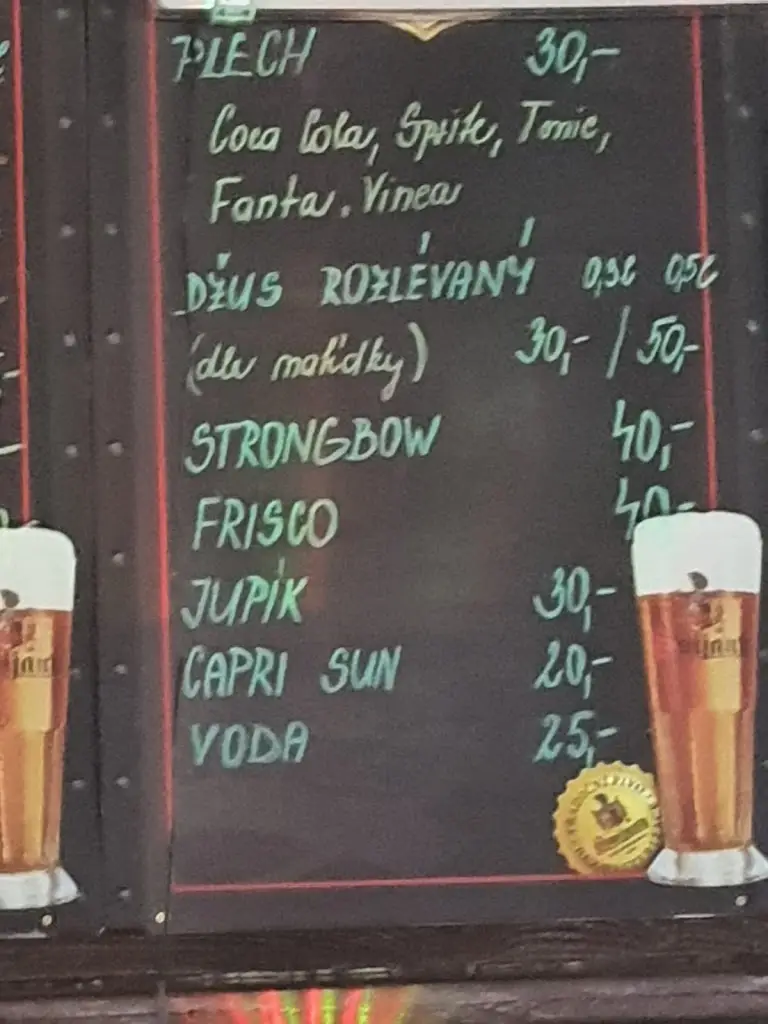 PLECH 30,-
Coca Cola, Sprite, Tonic,
Fanta. Vinea
DŽUS ROZLÉVANÝ 0,3l 0,5l
(dle nabídky) 30,- / 50,-
STRONGBOW 40,-
FRISCO 40,-
JUPÍK 30,-
CAPRI SUN 20,-
VODA 25,-